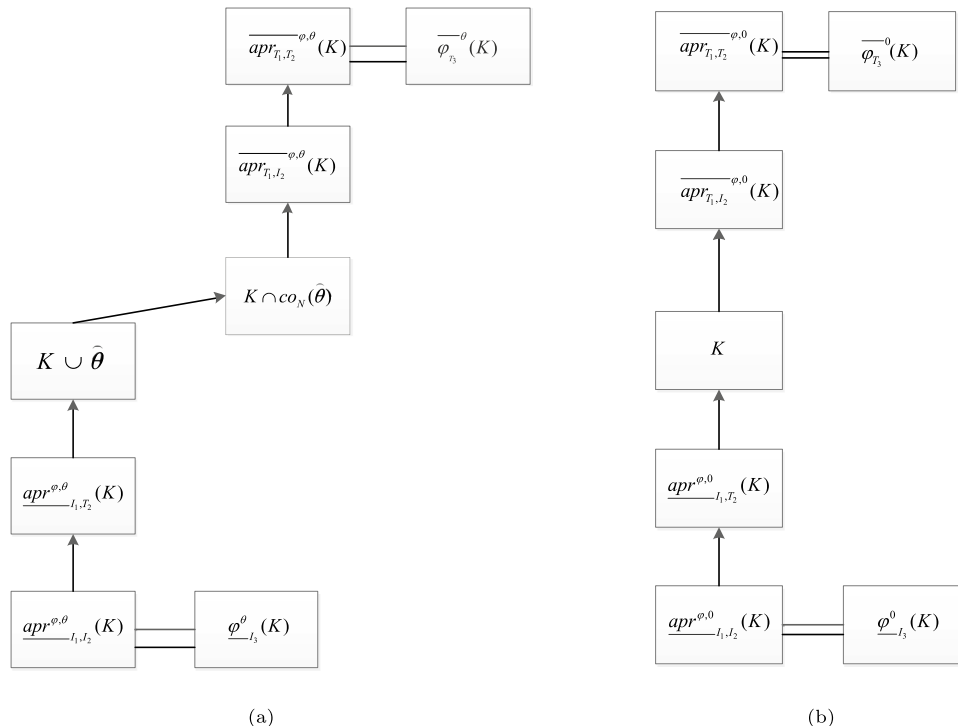 $\overline{apr_{T_1,T_2}}^{\varphi,\theta}(K)$
$\overline{\varphi_{T_3}}^{\theta}(K)$
$\overline{apr_{T_1,I_2}}^{\varphi,\theta}(K)$
$K \cap co_N(\hat{\theta})$
$K \cup \hat{\theta}$
$\underline{apr}^{\varphi,\theta}_{I_1,T_2}(K)$
$\underline{apr}^{\varphi,\theta}_{I_1,I_2}(K)$
$\underline{\varphi}^{\theta}_{I_3}(K)$
(a)
$\overline{apr_{T_1,T_2}}^{\varphi,0}(K)$
$\overline{\varphi_{T_3}}^{0}(K)$
$\overline{apr_{T_1,I_2}}^{\varphi,0}(K)$
$K$
$\underline{apr}^{\varphi,0}_{I_1,T_2}(K)$
$\underline{apr}^{\varphi,0}_{I_1,I_2}(K)$
$\underline{\varphi}^{0}_{I_3}(K)$
(b)